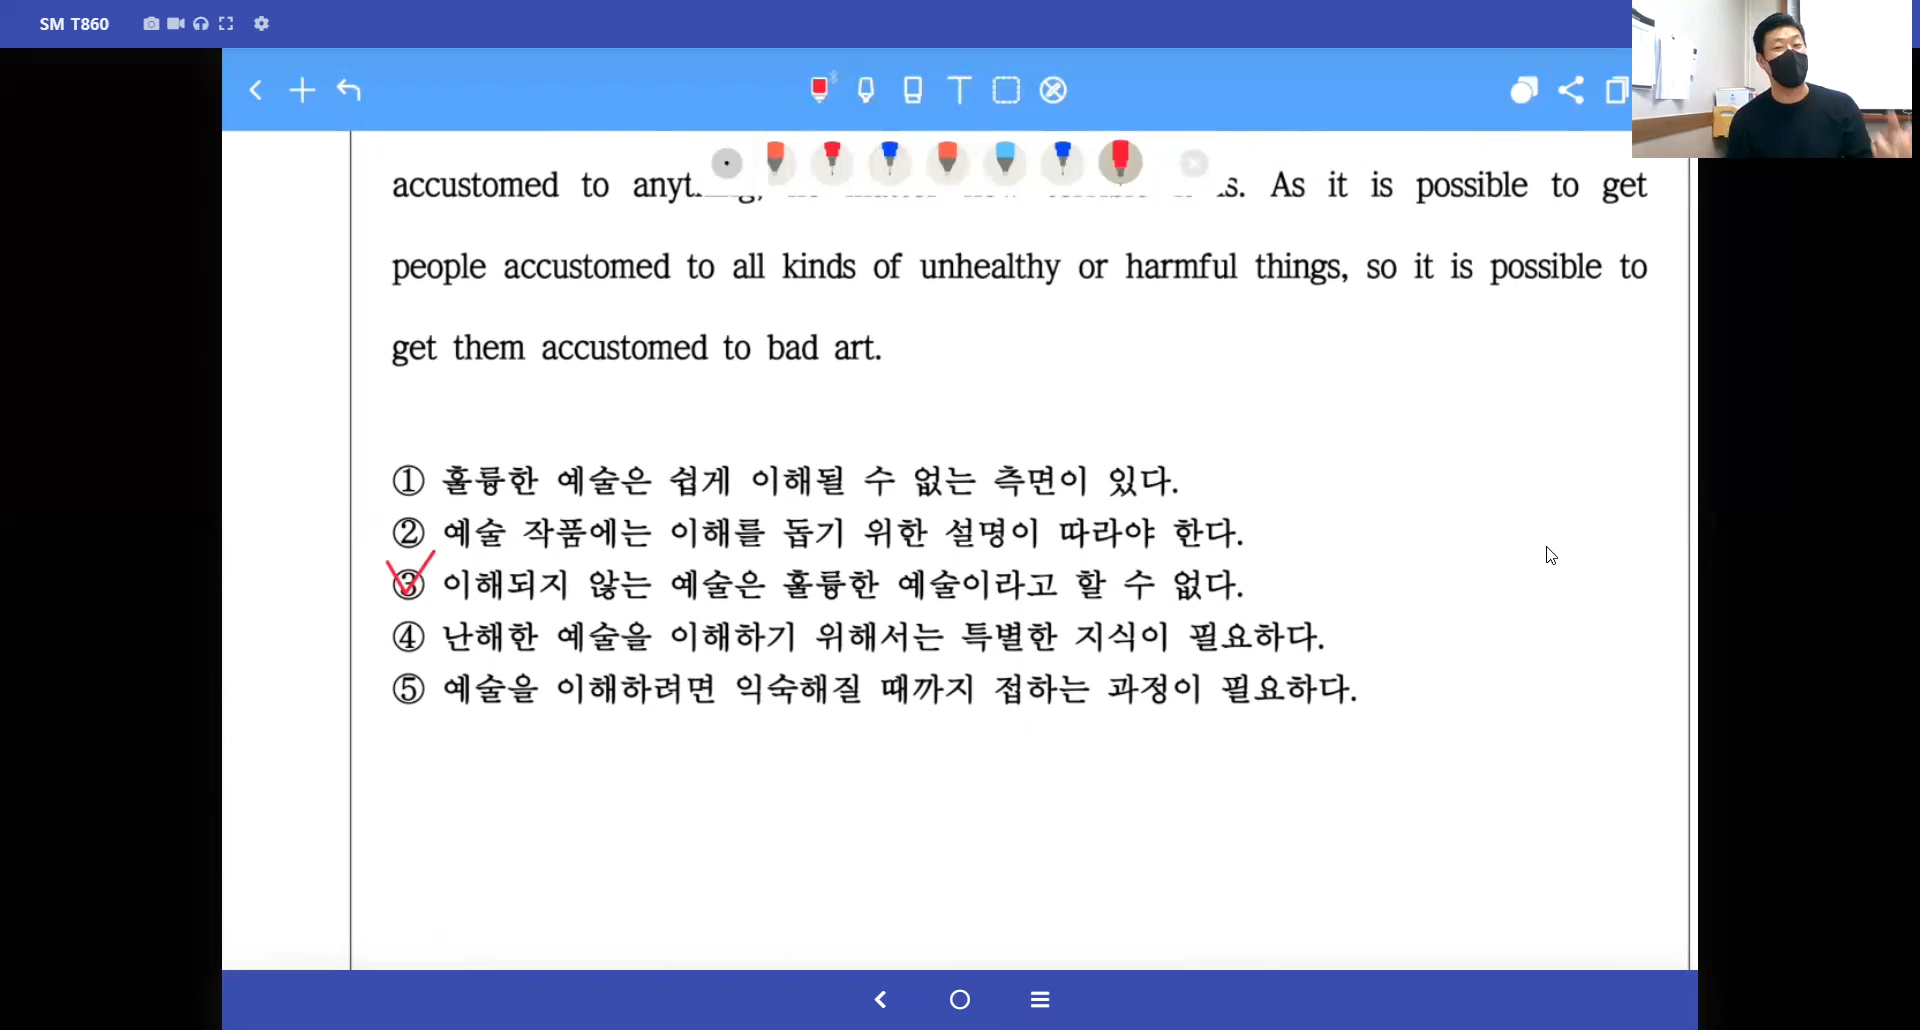 SM T860
accustomed to As it is possible to get
people accustomed to all kinds of unhealthy or harmful things, so it is possible to
get them accustomed to bad art.
① 훌륭한 예술은 쉽게 이해될 수 없는 측면이 있다.
② 예술 작품에는 이해를 돕기 위한 설명이 따라야 한다.
③ 이해되지 않는 예술은 훌륭한 예술이라고 할 수 없다.
④ 난해한 예술을 이해하기 위해서는 특별한 지식이 필요하다.
⑤ 예술을 이해하려면 익숙해질 때까지 접하는 과정이 필요하다.